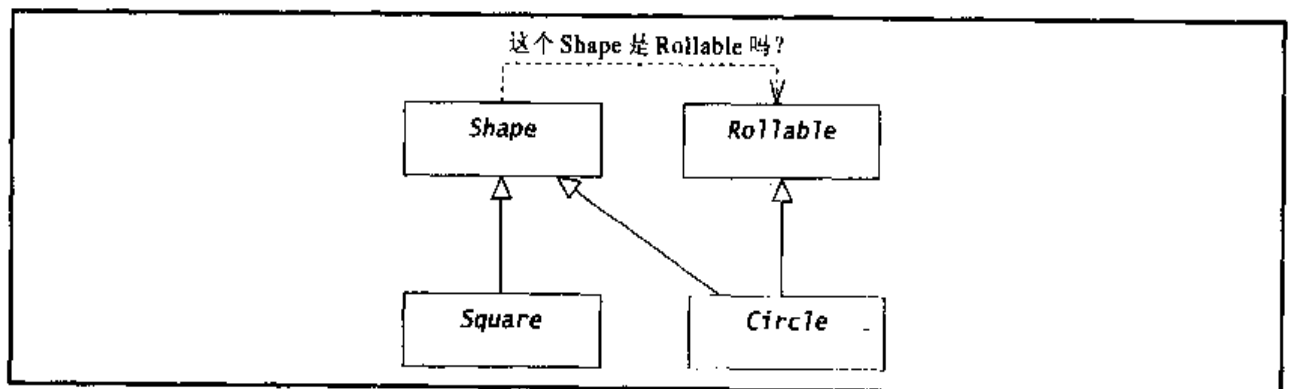 这个 Shape 是 Rollable 吗?
Shape
Rollable
Square
Circle